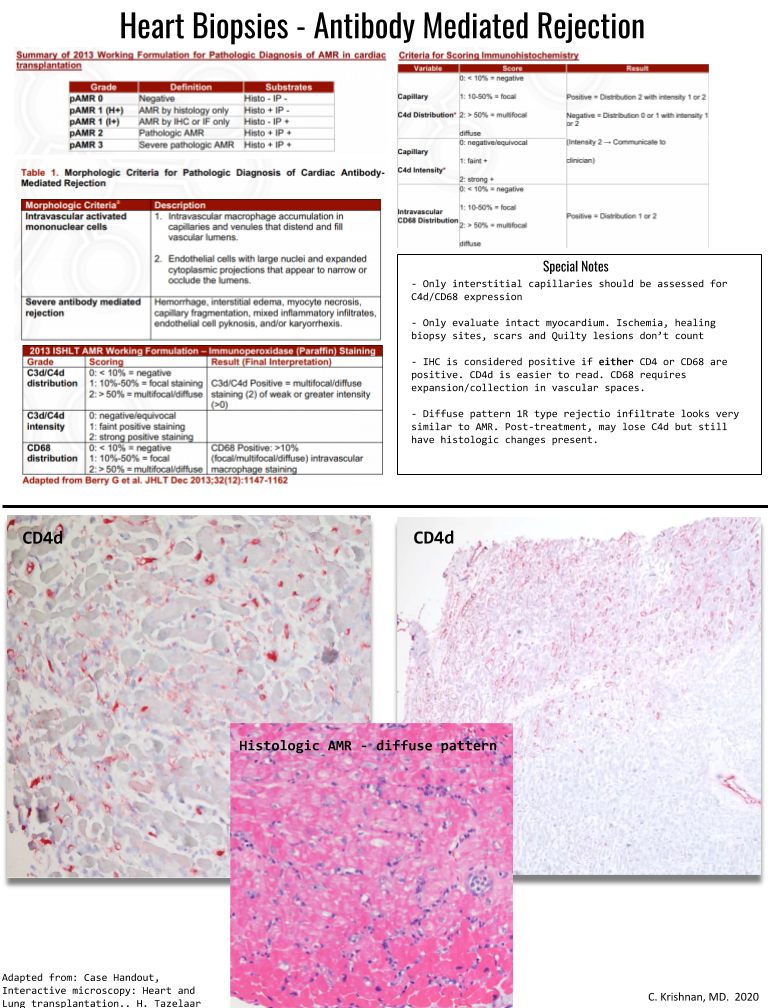 Heart Biopsies - Antibody Mediated Rejection
Summary of 2013 Working Formulation for Pathologic Diagnosis of AMR in cardiac
transplantation
Grade Definition Substrates
pAMR 0 Negative Histo - IP -
pAMR 1 (H+) AMR by histology only Histo + IP -
pAMR 1 (I+) AMR by IHC or IF only Histo - IP +
pAMR 2 Pathologic AMR Histo + IP +
pAMR 3 Severe pathologic AMR Histo + IP +
Table 1. Morphologic Criteria for Pathologic Diagnosis of Cardiac Antibody-
Mediated Rejection
Morphologic Criteria Description
Intravascular activated
mononuclear cells
1. Intravascular macrophage accumulation in
capillaries and venules that distend and fill
vascular lumens.
2. Endothelial cells with large nuclei and expanded
cytoplasmic projections that appear to narrow or
occlude the lumens.
Severe antibody mediated
rejection
Hemorrhage, interstitial edema, myocyte necrosis,
capillary fragmentation, mixed inflammatory infiltrates,
endothelial cell pyknosis, and/or karyorrhexis.
2013 ISHLT AMR Working Formulation – Immunoperoxidase (Paraffin) Staining
Grade Scoring Result (Final Interpretation)
C3d/C4d
distribution
0: < 10% = negative
1: 10%-50% = focal staining
2: > 50% = multifocal/diffuse
C3d/C4d Positive = multifocal/diffuse
staining (2) of weak or greater intensity
(>0)
C3d/C4d
intensity
0: negative/equivocal
1: faint positive staining
2: strong positive staining
CD68
distribution
0: < 10% = negative
1: 10%-50% = focal
2: > 50% = multifocal/diffuse
CD68 Positive: >10%
(focal/multifocal/diffuse) intravascular
macrophage staining
Adapted from Berry G et al. JHLT Dec 2013;32(12):1147-1162
Criteria for Scoring Immunohistochemistry
Variable Score Result
Capillary
C4d Distribution*
0: < 10% = negative
1: 10-50% = focal
2: > 50% = multifocal
diffuse
Positive = Distribution 2 with intensity 1 or 2
Negative = Distribution 0 or 1 with intensity 1
or 2
Capillary
C4d Intensity*
0: negative/equivocal
1: faint +
2: strong +
(Intensity 2 → Communicate to
clinician)
Intravascular
CD68 Distribution
0: < 10% = negative
1: 10-50% = focal
2: > 50% = multifocal
diffuse
Positive = Distribution 1 or 2
Special Notes
- Only interstitial capillaries should be assessed for
C4d/CD68 expression
- Only evaluate intact myocardium. Ischemia, healing
biopsy sites, scars and Quilty lesions don’t count
- IHC is considered positive if either CD4 or CD68 are
positive. CD4d is easier to read. CD68 requires
expansion/collection in vascular spaces.
- Diffuse pattern 1R type rejectio infiltrate looks very
similar to AMR. Post-treatment, may lose C4d but still
have histologic changes present.
CD4d
CD4d
Histologic AMR - diffuse pattern
Adapted from: Case Handout,
Interactive microscopy: Heart and
Lung transplantation.. H. Tazelaar
C. Krishnan, MD. 2020